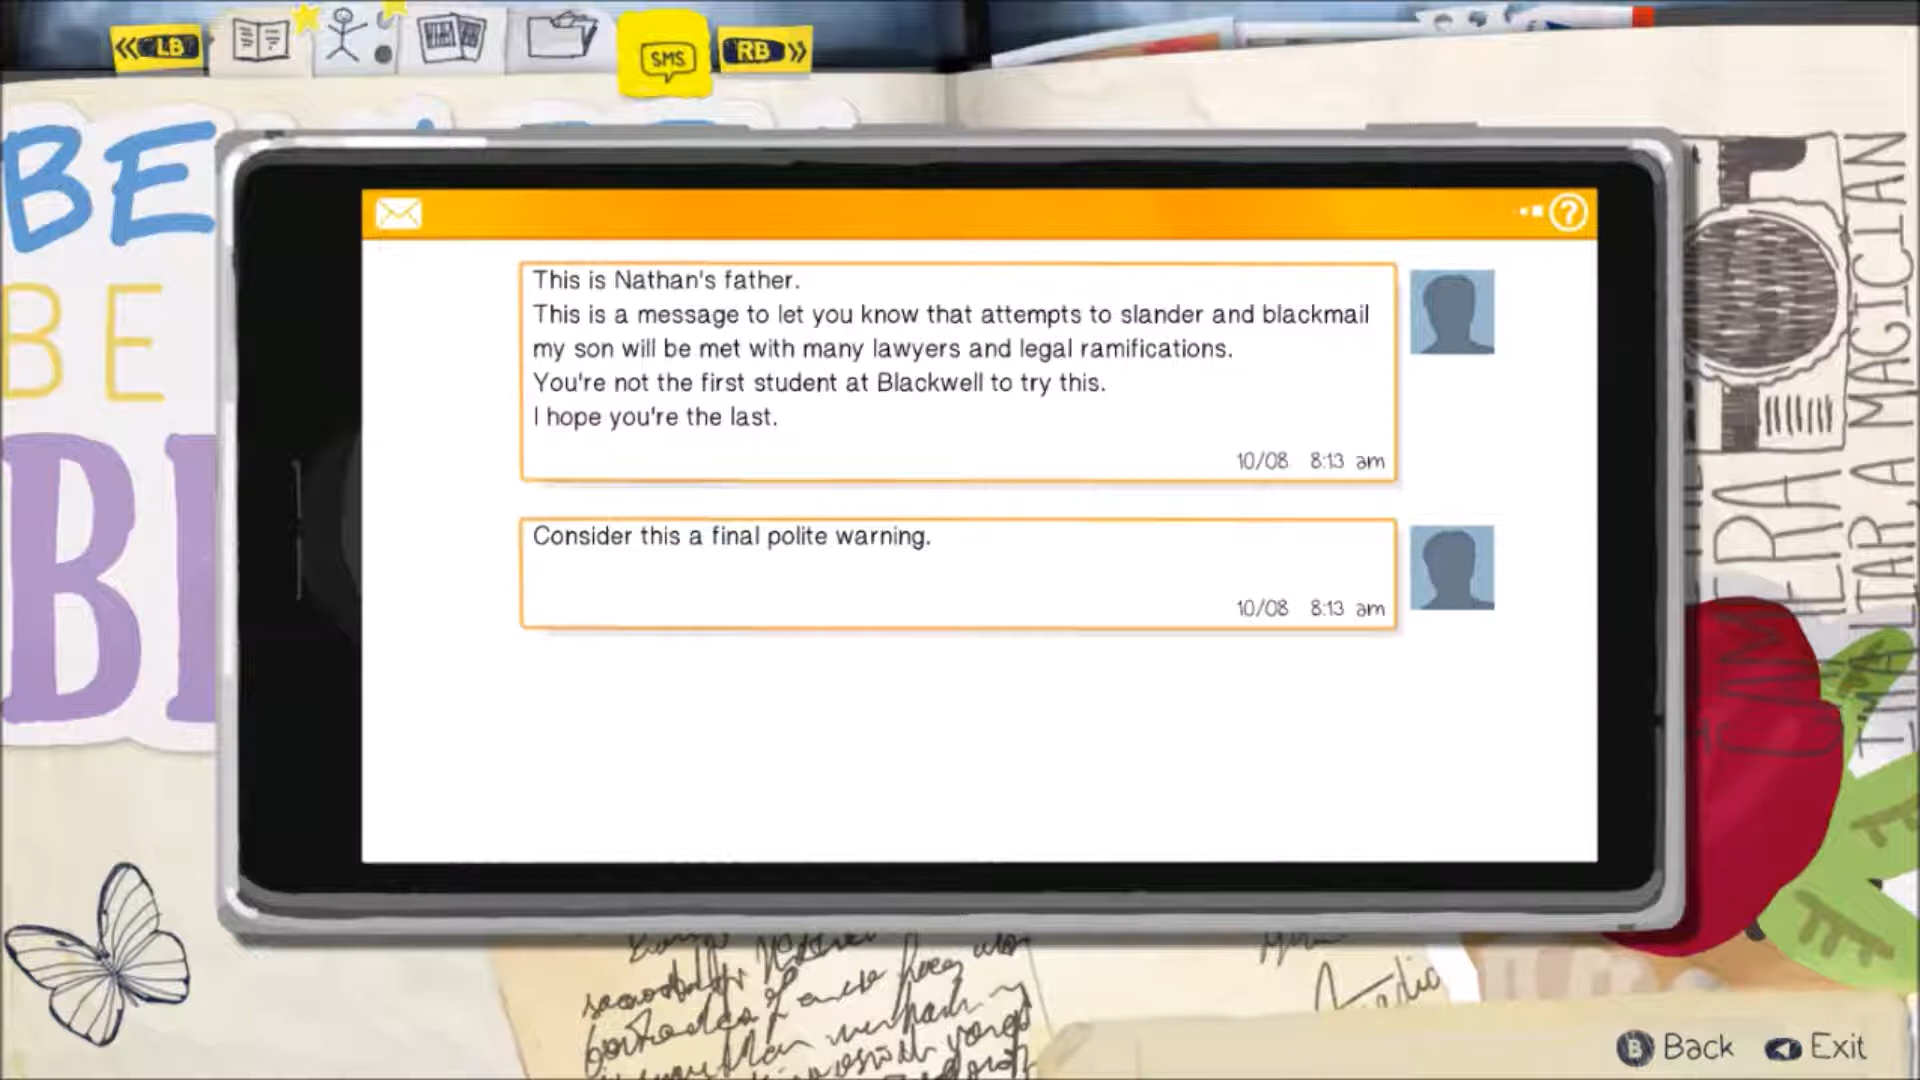 LB
SMS
RB
BE
BE
This is Nathan's father.
This is a message to let you know that attempts to slander and blackmail
my son will be met with many lawyers and legal ramifications.
You're not the first student at Blackwell to try this.
I hope you're the last.
10/08 8:13 am
Consider this a final polite warning.
10/08 8:13 am
MAGICIAN
B Back
Exit